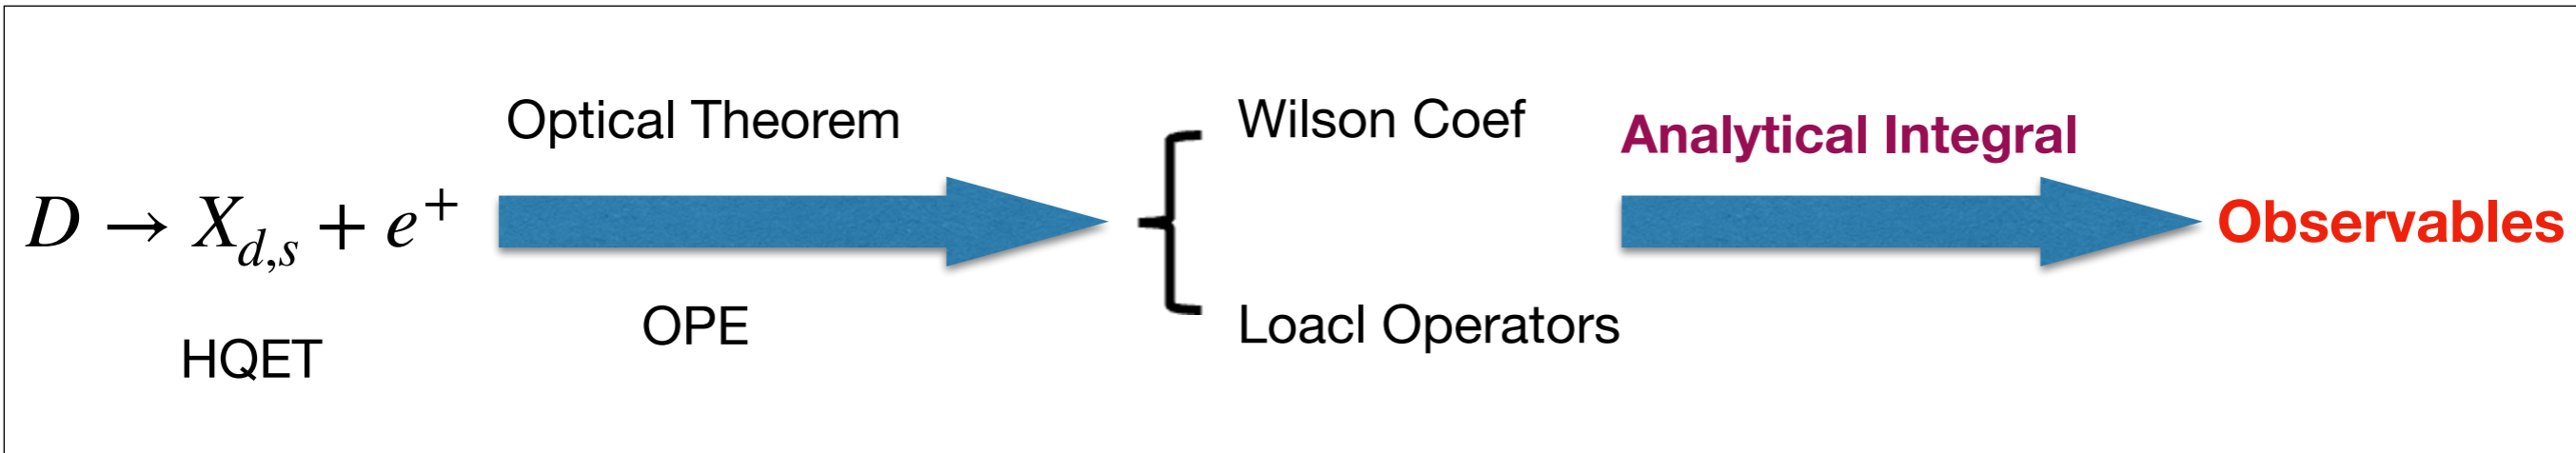 D → X_{d,s} + e^+
HQET
Optical Theorem
OPE
Wilson Coef
Loacl Operators
Analytical Integral
Observables